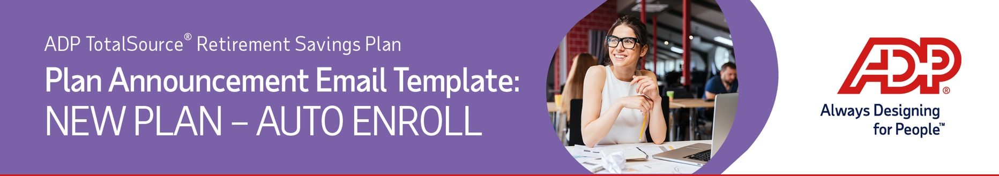 ADP TotalSource® Retirement Savings Plan
Plan Announcement Email Template:
NEW PLAN – AUTO ENROLL
ADP®
Always Designing
for People™